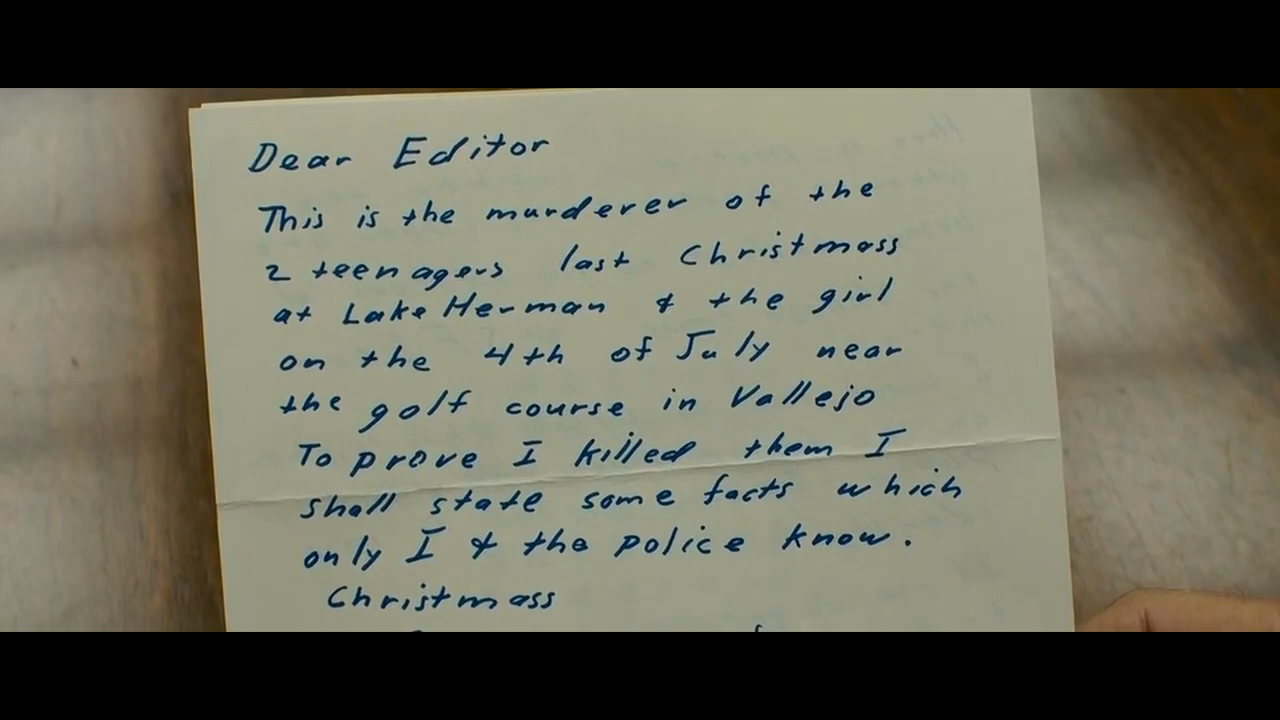 Dear Editor
This is the murderer of the
2 teenagers last Christmass
at Lake Herman & the girl
on the 4th of July near
the golf course in Vallejo
To prove I killed them I
shall state some facts which
only I & the police know.
Christmass